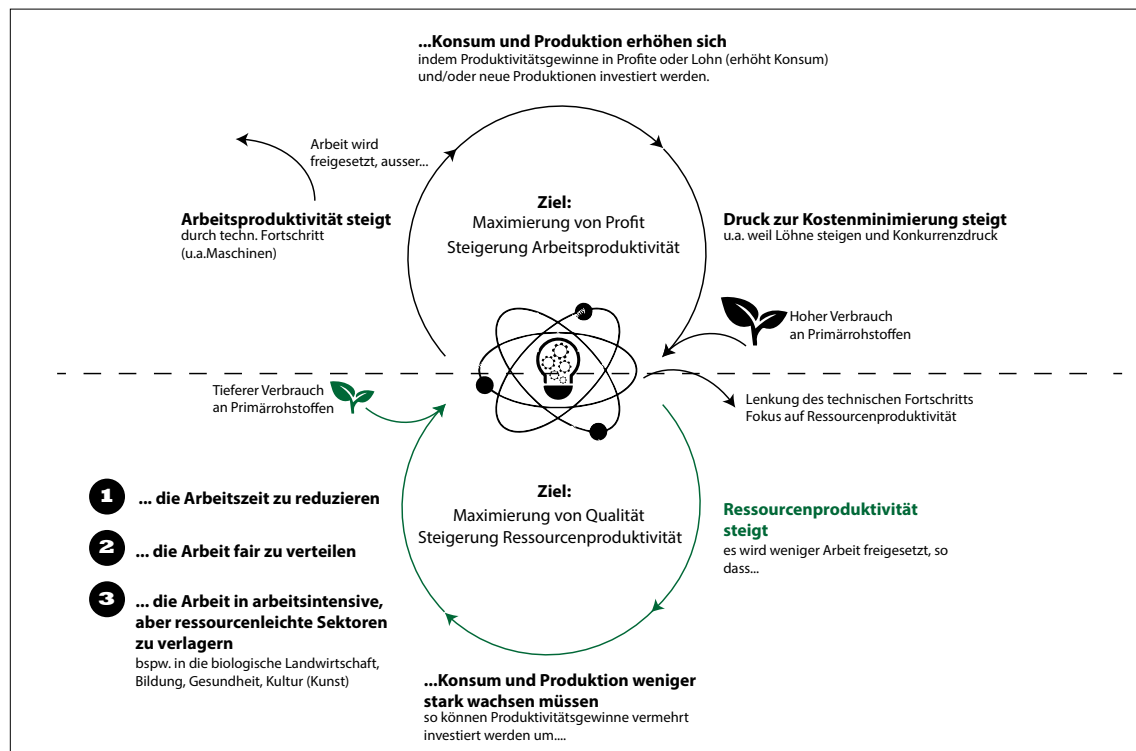 ...Konsum und Produktion erhöhen sich
indem Produktivitätsgewinne in Profite oder Lohn (erhöht Konsum)
und/oder neue Produktionen investiert werden.
Arbeit wird
freigesetzt, ausser...
Arbeitsproduktivität steigt
durch techn. Fortschritt
(u.a.Maschinen)
Ziel:
Maximierung von Profit
Steigerung Arbeitsproduktivität
Druck zur Kostenminimierung steigt
u.a. weil Löhne steigen und Konkurrenzdruck
Hoher Verbrauch
an Primärrohstoffen
Tieferer Verbrauch
an Primärrohstoffen
Lenkung des technischen Fortschritts
Fokus auf Ressourcenproduktivität
Ziel:
Maximierung von Qualität
Steigerung Ressourcenproduktivität
Ressourcenproduktivität
steigt
es wird weniger Arbeit freigesetzt, so
dass...
1 ... die Arbeitszeit zu reduzieren
2 ... die Arbeit fair zu verteilen
3 ... die Arbeit in arbeitsintensive,
aber ressourcenleichte Sektoren
zu verlagern
bspw. in die biologische Landwirtschaft,
Bildung, Gesundheit, Kultur (Kunst)
...Konsum und Produktion weniger
stark wachsen müssen
so können Produktivitätsgewinne vermehrt
investiert werden um....